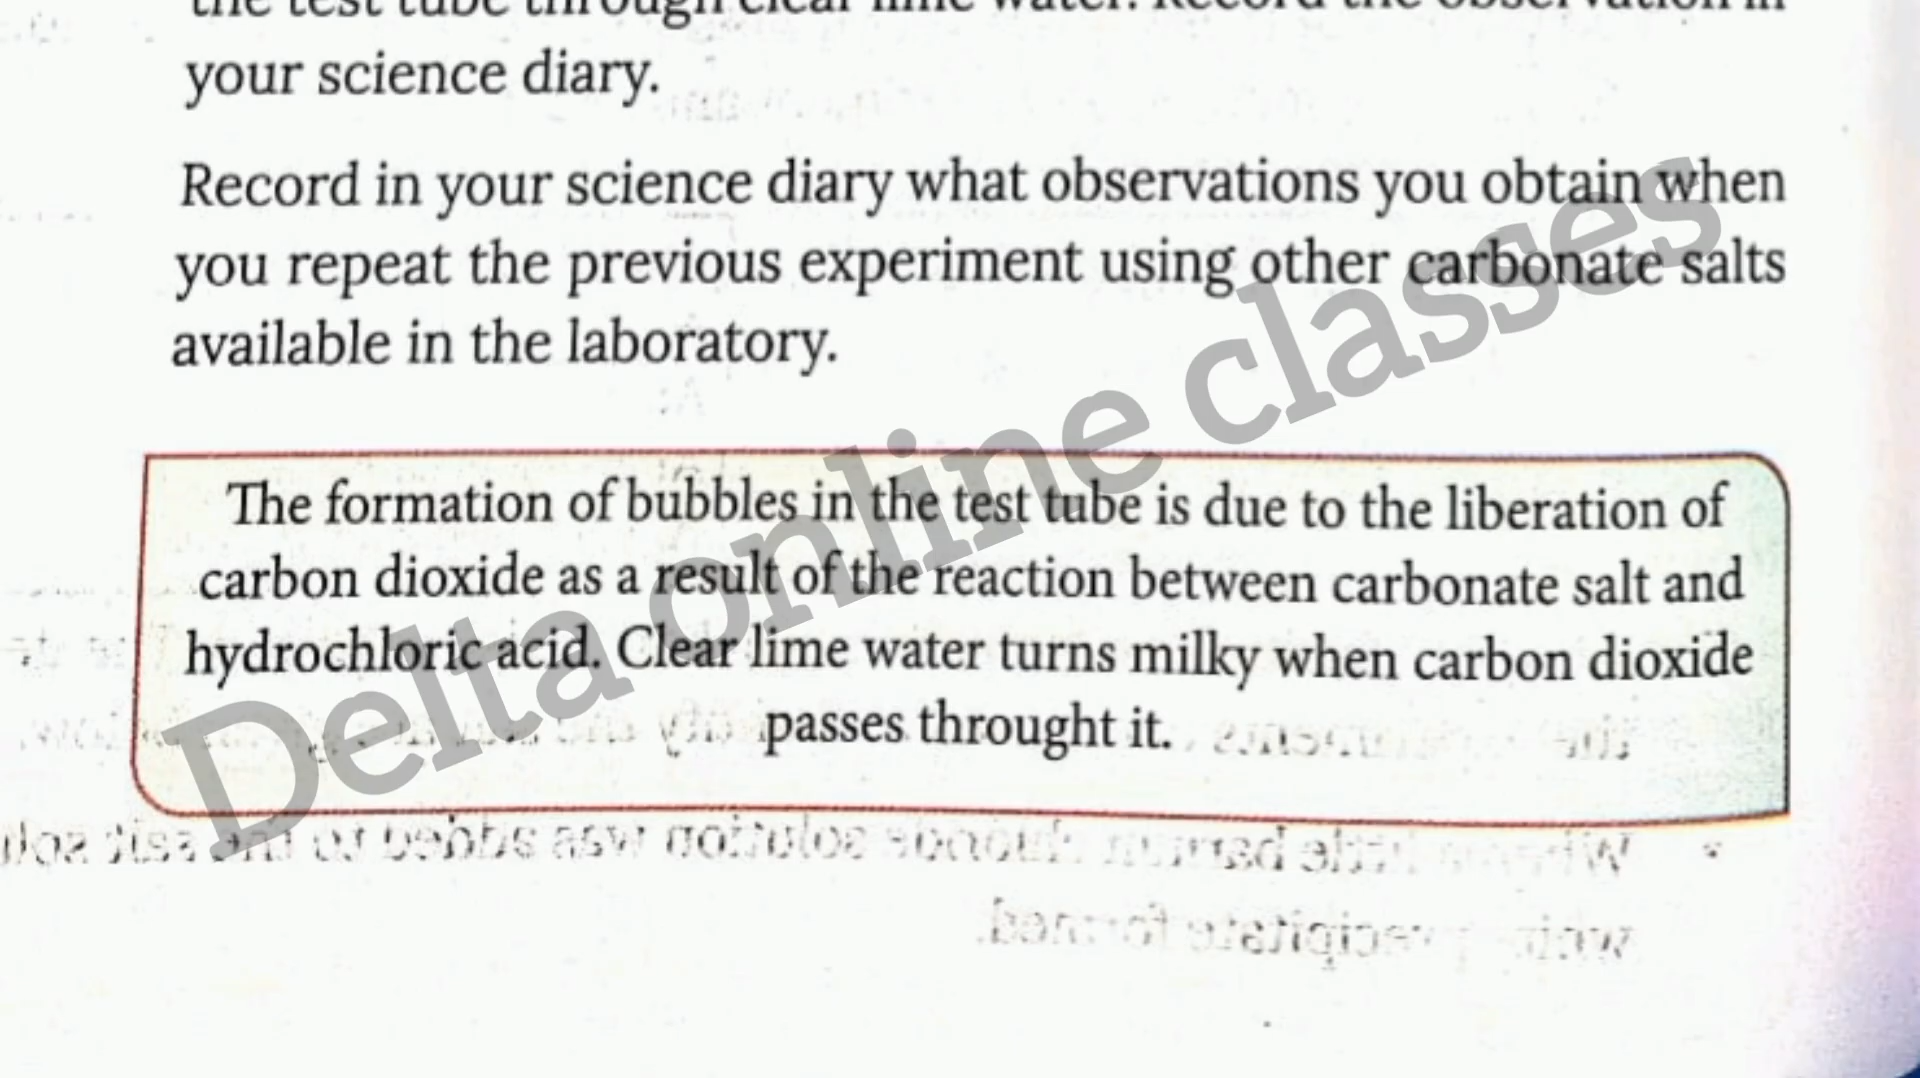 the test tube through clear lime water. Record the observation in
your science diary.
Record in your science diary what observations you obtain when
you repeat the previous experiment using other carbonate salts
available in the laboratory.
The formation of bubbles in the test tube is due to the liberation of
carbon dioxide as a result of the reaction between carbonate salt and
hydrochloric acid. Clear lime water turns milky when carbon dioxide
passes throught it.
Delta online classes